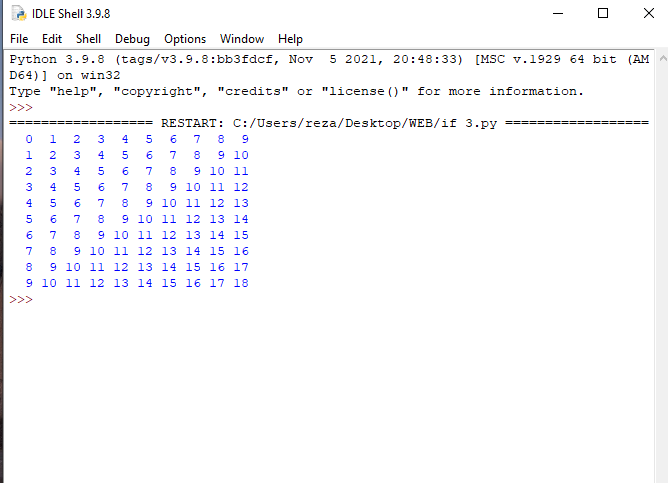 IDLE Shell 3.9.8
File Edit Shell Debug Options Window Help
Python 3.9.8 (tags/v3.9.8:bb3fdcf, Nov  5 2021, 20:48:33) [MSC v.1929 64 bit (AM
D64)] on win32
Type "help", "copyright", "credits" or "license()" for more information.
>>>
================== RESTART: C:/Users/reza/Desktop/WEB/if 3.py ==================
  0  1  2  3  4  5  6  7  8  9
  1  2  3  4  5  6  7  8  9 10
  2  3  4  5  6  7  8  9 10 11
  3  4  5  6  7  8  9 10 11 12
  4  5  6  7  8  9 10 11 12 13
  5  6  7  8  9 10 11 12 13 14
  6  7  8  9 10 11 12 13 14 15
  7  8  9 10 11 12 13 14 15 16
  8  9 10 11 12 13 14 15 16 17
  9 10 11 12 13 14 15 16 17 18
>>>